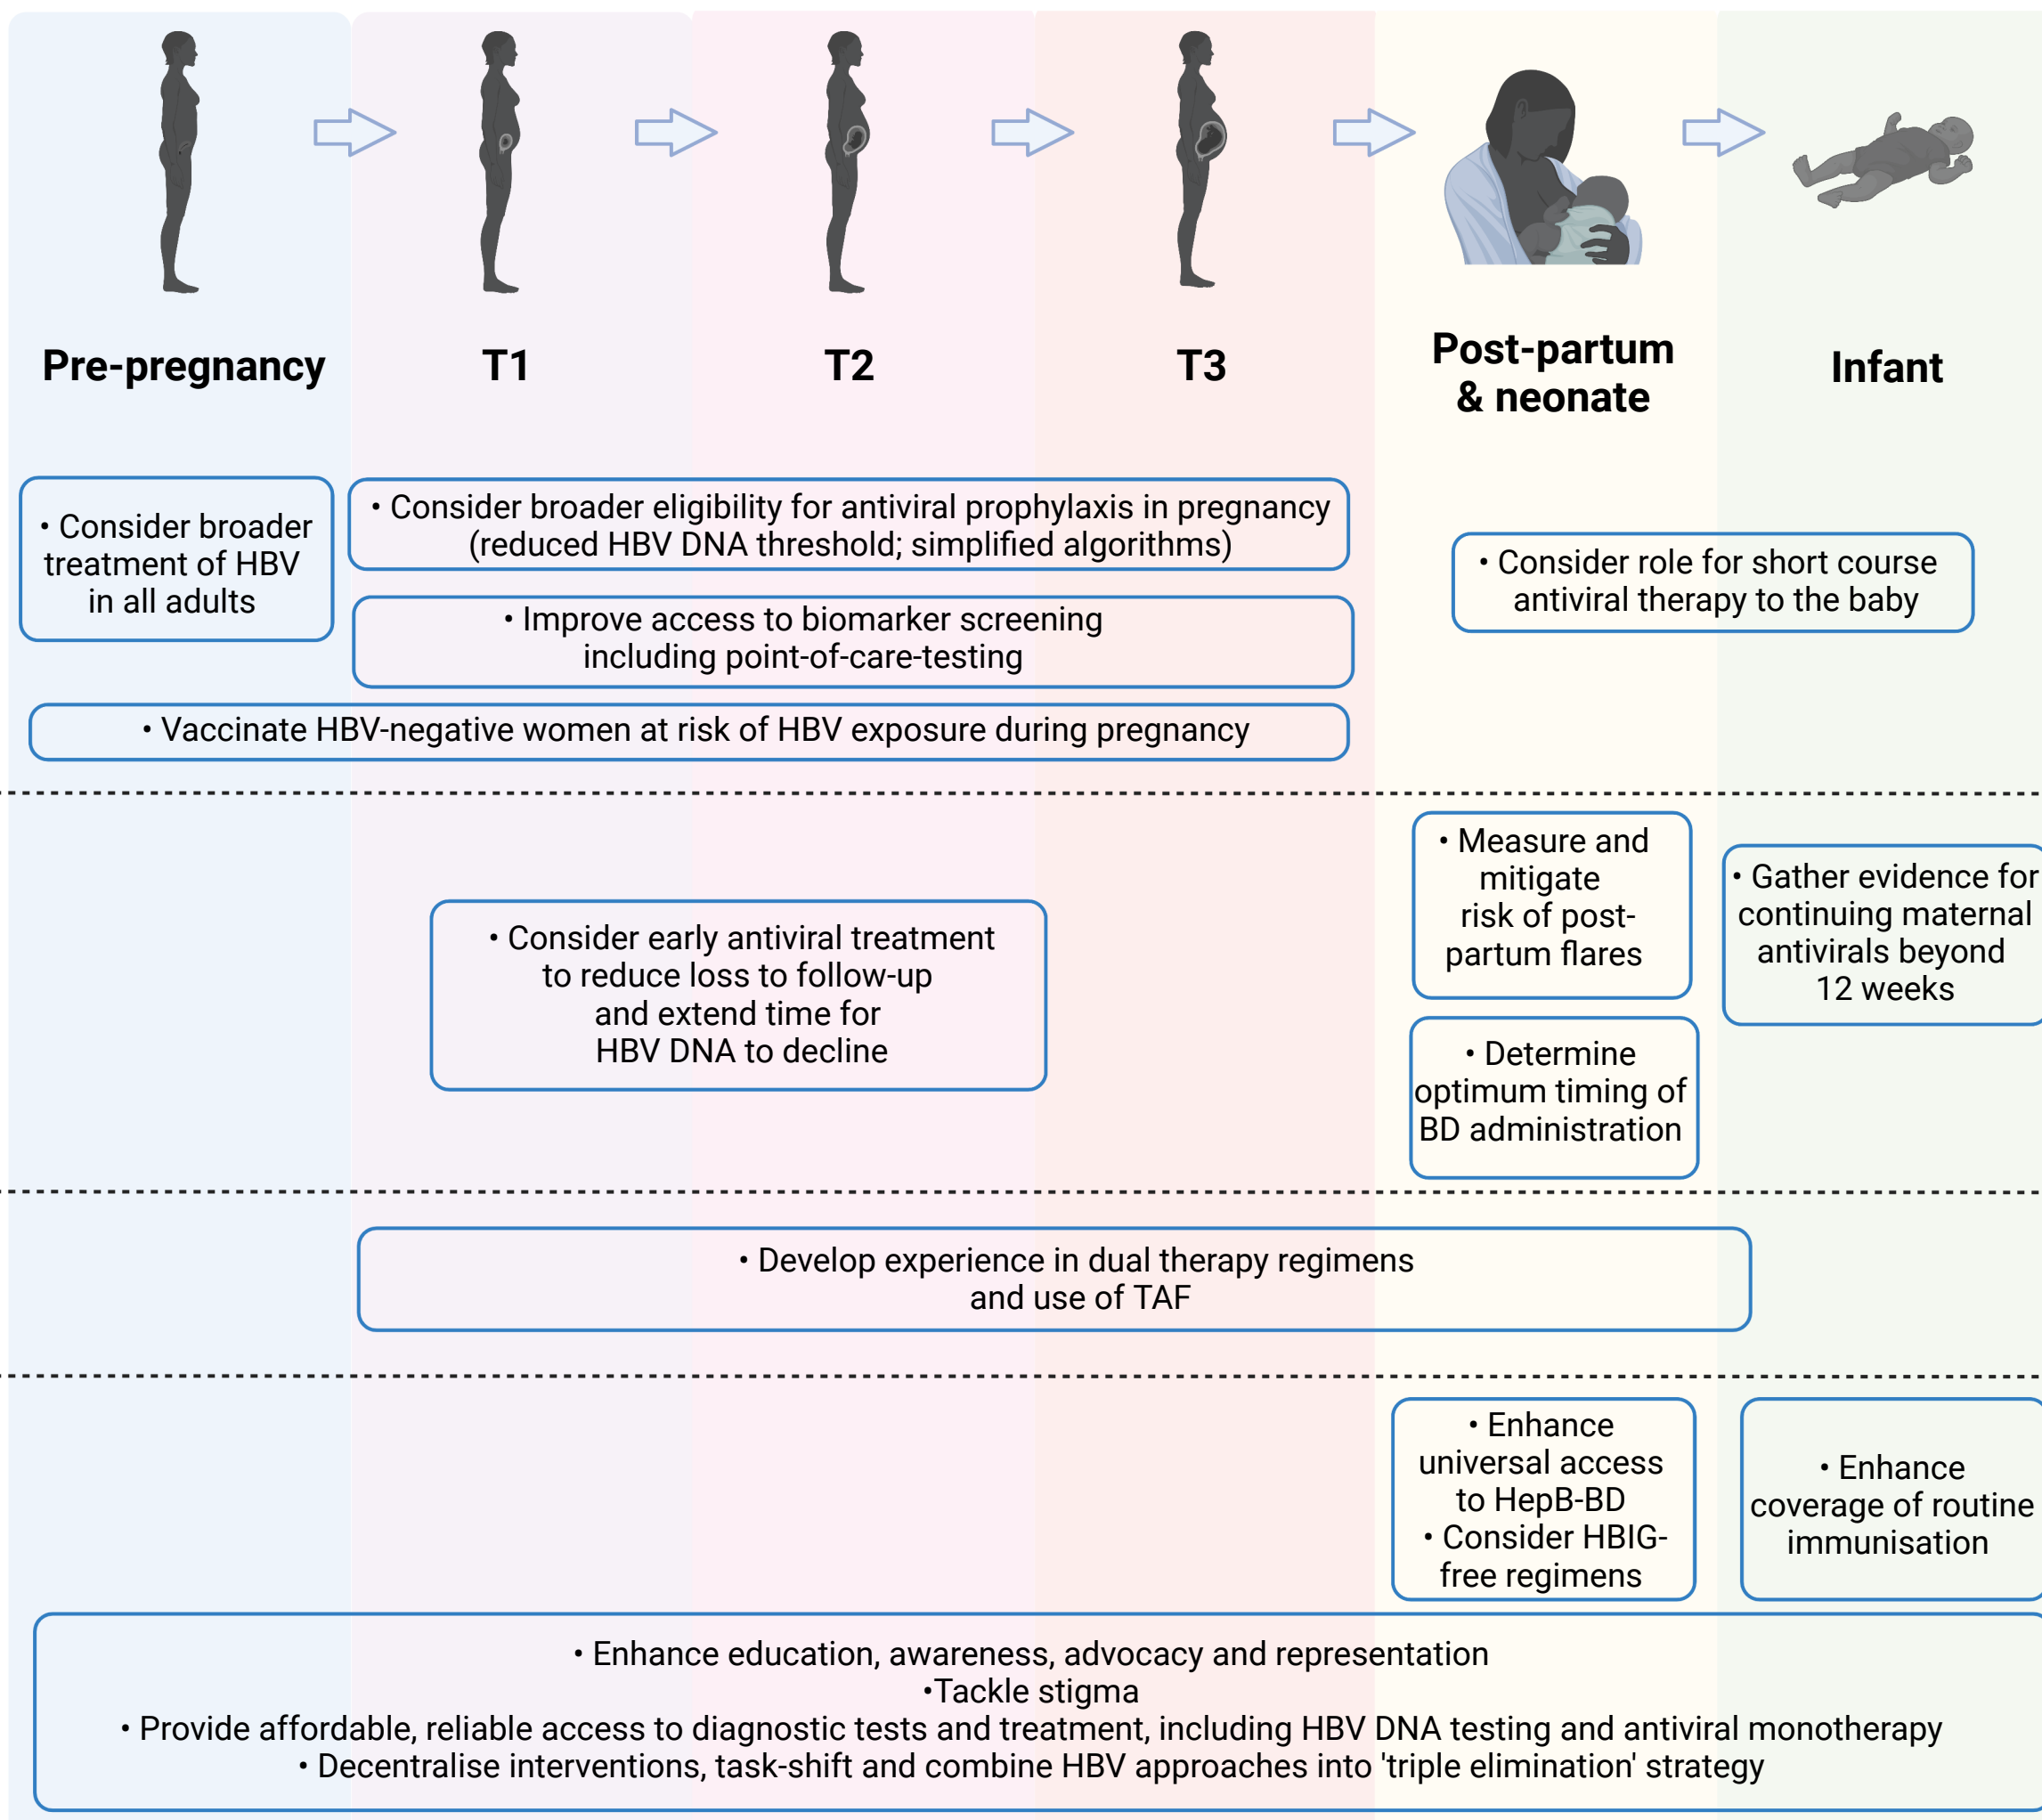 Pre-pregnancy
T1
T2
T3
Post-partum
& neonate
Infant
• Consider broader
treatment of HBV
in all adults
• Consider broader eligibility for antiviral prophylaxis in pregnancy
(reduced HBV DNA threshold; simplified algorithms)
• Improve access to biomarker screening
including point-of-care-testing
• Vaccinate HBV-negative women at risk of HBV exposure during pregnancy
• Consider role for short course
antiviral therapy to the baby
• Consider early antiviral treatment
to reduce loss to follow-up
and extend time for
HBV DNA to decline
• Measure and
mitigate
risk of post-
partum flares
• Determine
optimum timing of
BD administration
• Gather evidence for
continuing maternal
antivirals beyond
12 weeks
• Develop experience in dual therapy regimens
and use of TAF
• Enhance
universal access
to HepB-BD
• Consider HBIG-
free regimens
• Enhance
coverage of routine
immunisation
• Enhance education, awareness, advocacy and representation
•Tackle stigma
• Provide affordable, reliable access to diagnostic tests and treatment, including HBV DNA testing and antiviral monotherapy
• Decentralise interventions, task-shift and combine HBV approaches into 'triple elimination' strategy